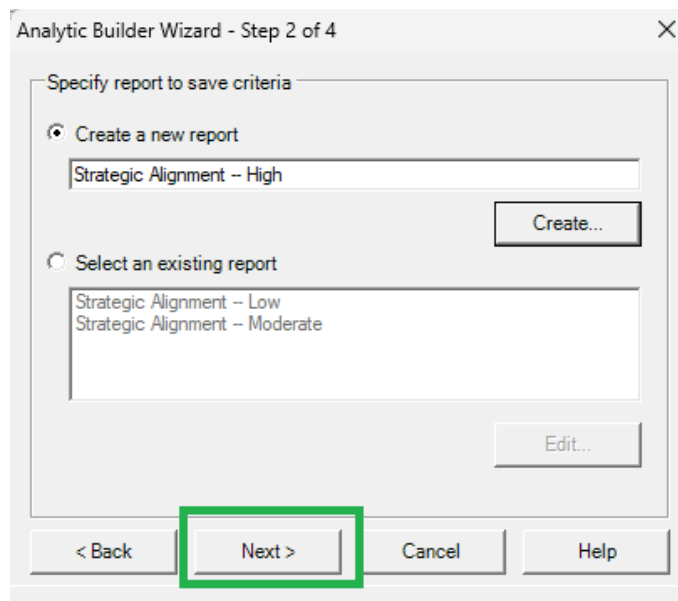 Analytic Builder Wizard - Step 2 of 4
Specify report to save criteria
Create a new report
Strategic Alignment -- High
Create...
Select an existing report
Strategic Alignment -- Low
Strategic Alignment -- Moderate
Edit...
< Back Next > Cancel Help